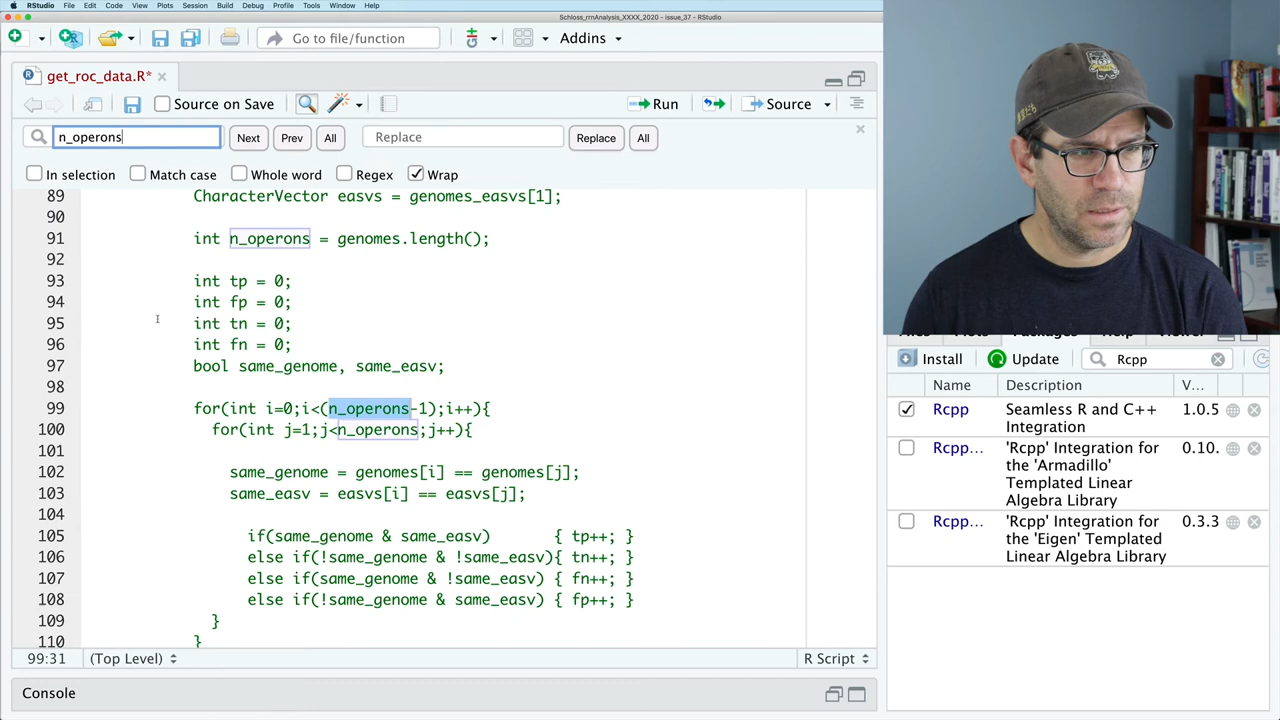 RStudio File Edit Code View Plots Session Build Debug Profile Tools Window Help
Schloss_rrnAnalysis_XXXX_2020 - issue_37 - RStudio
Go to file/function Addins
get_roc_data.R*
Source on Save Run Source
n_operons Next Prev All Replace Replace All
In selection Match case Whole word Regex Wrap
89 CharacterVector easvs = genomes_easvs[1];
90
91 int n_operons = genomes.length();
92
93 int tp = 0;
94 int fp = 0;
95 int tn = 0;
96 int fn = 0;
97 bool same_genome, same_easv;
98
99 for(int i=0;i<(n_operons-1);i++){
100 for(int j=1;j<n_operons;j++){
101
102 same_genome = genomes[i] == genomes[j];
103 same_easv = easvs[i] == easvs[j];
104
105 if(same_genome & same_easv) { tp++; }
106 else if(!same_genome & !same_easv){ tn++; }
107 else if(same_genome & !same_easv) { fn++; }
108 else if(!same_genome & same_easv) { fp++; }
109 }
110 }
99:31 (Top Level) R Script
Console
Install Update Rcpp
Name Description V...
Rcpp Seamless R and C++ Integration 1.0.5
Rcpp... 'Rcpp' Integration for the 'Armadillo' Templated Linear Algebra Library 0.10.
Rcpp... 'Rcpp' Integration for the 'Eigen' Templated Linear Algebra Library 0.3.3